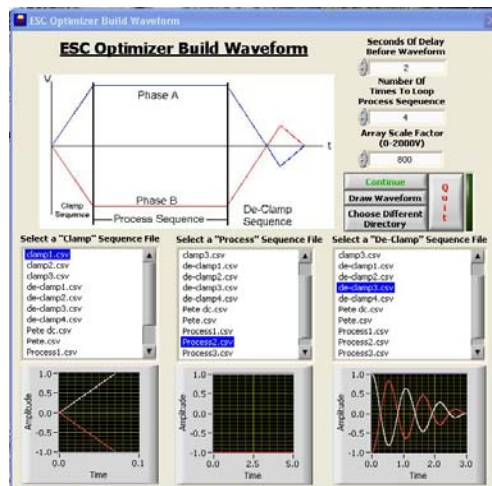 ESC Optimizer Build Waveform
ESC Optimizer Build Waveform
Seconds Of Delay
Before Waveform
2
Number Of
Times To Loop
Process Seqeuence
4
Array Scale Factor
(0-2000V)
800
Continue
Draw Waveform
Choose Different
Directory
Quit
V
Phase A
t
Phase B
Clamp
Sequence
Process Sequence
De-Clamp
Sequence
Select a "Clamp" Sequence File
clamp1.csv
clamp2.csv
clamp3.csv
de-clamp1.csv
de-clamp2.csv
de-clamp3.csv
de-clamp4.csv
Pete dc.csv
Pete.csv
Process1.csv
Select a "Process" Sequence File
clamp3.csv
de-clamp1.csv
de-clamp2.csv
de-clamp3.csv
de-clamp4.csv
Pete dc.csv
Pete.csv
Process1.csv
Process2.csv
Process3.csv
Select a "De-Clamp" Sequence File
clamp3.csv
de-clamp1.csv
de-clamp2.csv
de-clamp3.csv
de-clamp4.csv
Pete dc.csv
Pete.csv
Process1.csv
Process2.csv
Process3.csv
Amplitude
1.0
0.5
0.0
-0.5
-1.0
0.0
0.1
Time
Amplitude
1.0
0.5
0.0
-0.5
-1.0
0.0
2.5
5.0
Time
Amplitude
1.0
0.5
0.0
-0.5
-1.0
0.0
1.0
2.0
3.0
Time